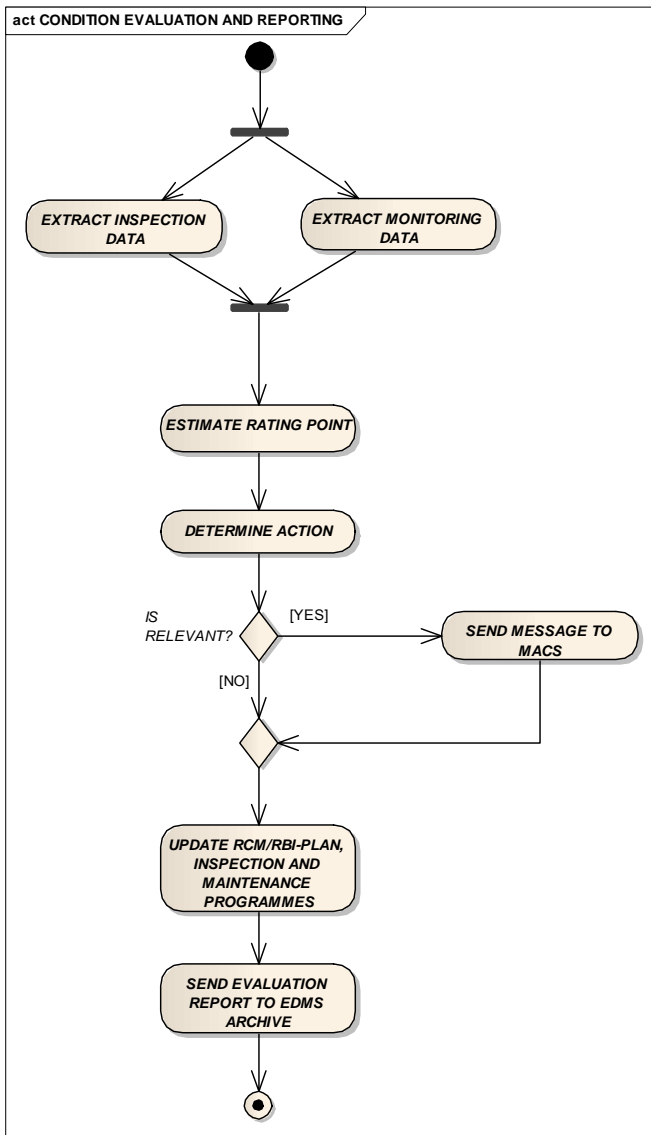 act CONDITION EVALUATION AND REPORTING
EXTRACT INSPECTION
DATA
EXTRACT MONITORING
DATA
ESTIMATE RATING POINT
DETERMINE ACTION
IS
RELEVANT?
[YES]
SEND MESSAGE TO
MACS
[NO]
UPDATE RCM/RBI-PLAN,
INSPECTION AND
MAINTENANCE
PROGRAMMES
SEND EVALUATION
REPORT TO EDMS
ARCHIVE